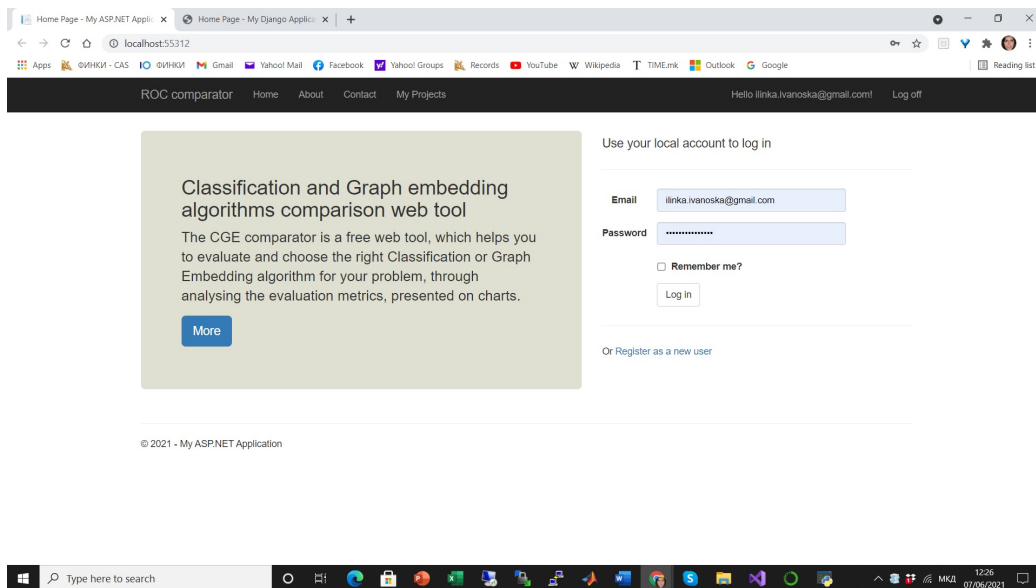 Home Page - My ASP.NET Applic
Home Page - My Django Applica
localhost:55312
Apps ФИНКИ - CAS ФИНКИ Gmail Yahoo! Mail Facebook Yahoo! Groups Records YouTube Wikipedia TIME.mk Outlook Google Reading list
ROC comparator Home About Contact My Projects Hello ilinka.ivanoska@gmail.com! Log off
Use your local account to log in
Classification and Graph embedding
algorithms comparison web tool
The CGE comparator is a free web tool, which helps you
to evaluate and choose the right Classification or Graph
Embedding algorithm for your problem, through
analysing the evaluation metrics, presented on charts.
More
Email ilinka.ivanoska@gmail.com
Password •••••••••••••••
Remember me?
Log in
Or Register as a new user
© 2021 - My ASP.NET Application
Type here to search
МКД
12:26
07/06/2021